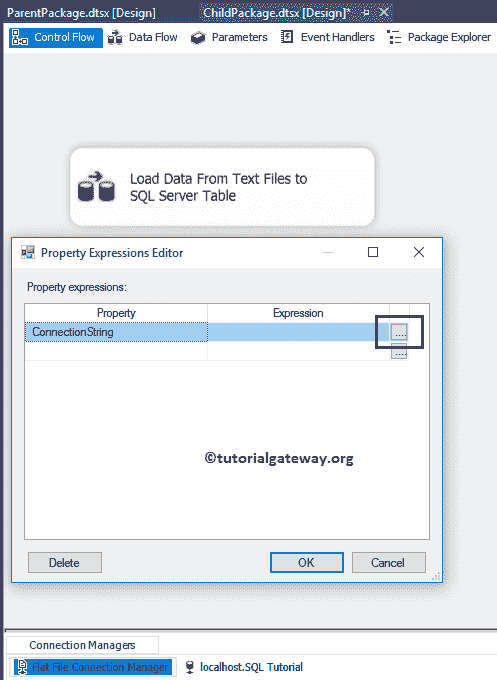 ParentPackage.dtsx [Design]
ChildPackage.dtsx [Design]*
Control Flow
Data Flow
Parameters
Event Handlers
Package Explorer
Load Data From Text Files to
SQL Server Table
Property Expressions Editor
Property expressions:
Property
Expression
ConnectionString
...
...
©tutorialgateway.org
Delete
OK
Cancel
Connection Managers
Flat File Connection Manager
localhost.SQL Tutorial